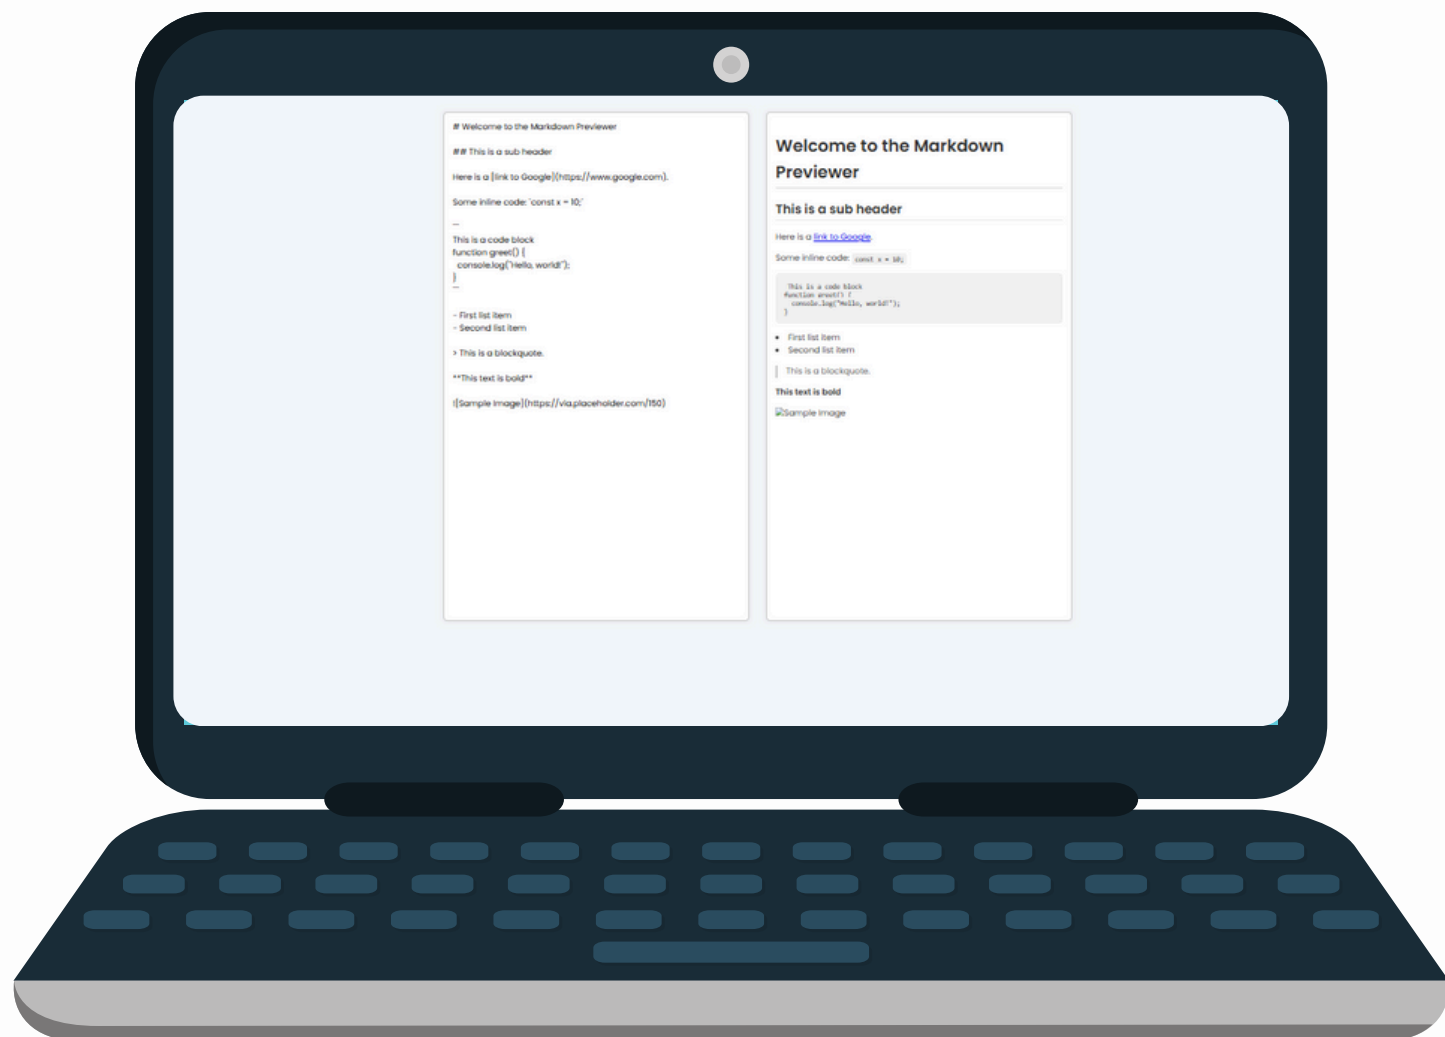 # Welcome to the Markdown Previewer
## This is a sub header
Here is a [link to Google](https://www.google.com).
Some inline code: `const x = 10;`
```
This is a code block
function greet() {
console.log("Hello, world!");
}
```
- First list item
- Second list item
> This is a blockquote.
**This text is bold**
![Sample Image](https://via.placeholder.com/150)
Welcome to the Markdown
Previewer
This is a sub header
Here is a link to Google.
Some inline code: const x = 10;
This is a code block
function greet() {
console.log("Hello, world!");
}
• First list item
• Second list item
This is a blockquote.
This text is bold
Sample Image